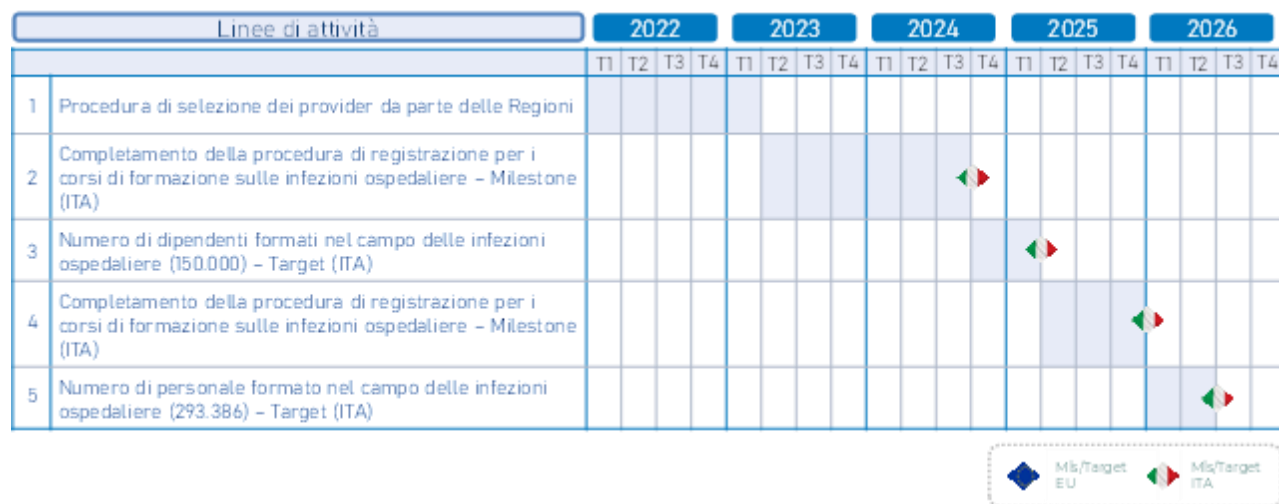 Linee di attività 2022 2023 2024 2025 2026
T1 T2 T3 T4 T1 T2 T3 T4 T1 T2 T3 T4 T1 T2 T3 T4 T1 T2 T3 T4
1 Procedura di selezione dei provider da parte delle Regioni
Completamento della procedura di registrazione per i
2 corsi di formazione sulle infezioni ospedaliere – Milestone
(ITA)
3 Numero di dipendenti formati nel campo delle infezioni
ospedaliere (150.000) – Target (ITA)
Completamento della procedura di registrazione per i
4 corsi di formazione sulle infezioni ospedaliere – Milestone
(ITA)
5 Numero di personale formato nel campo delle infezioni
ospedaliere (293.386) – Target (ITA)
Mls/Target Mls/Target
EU ITA